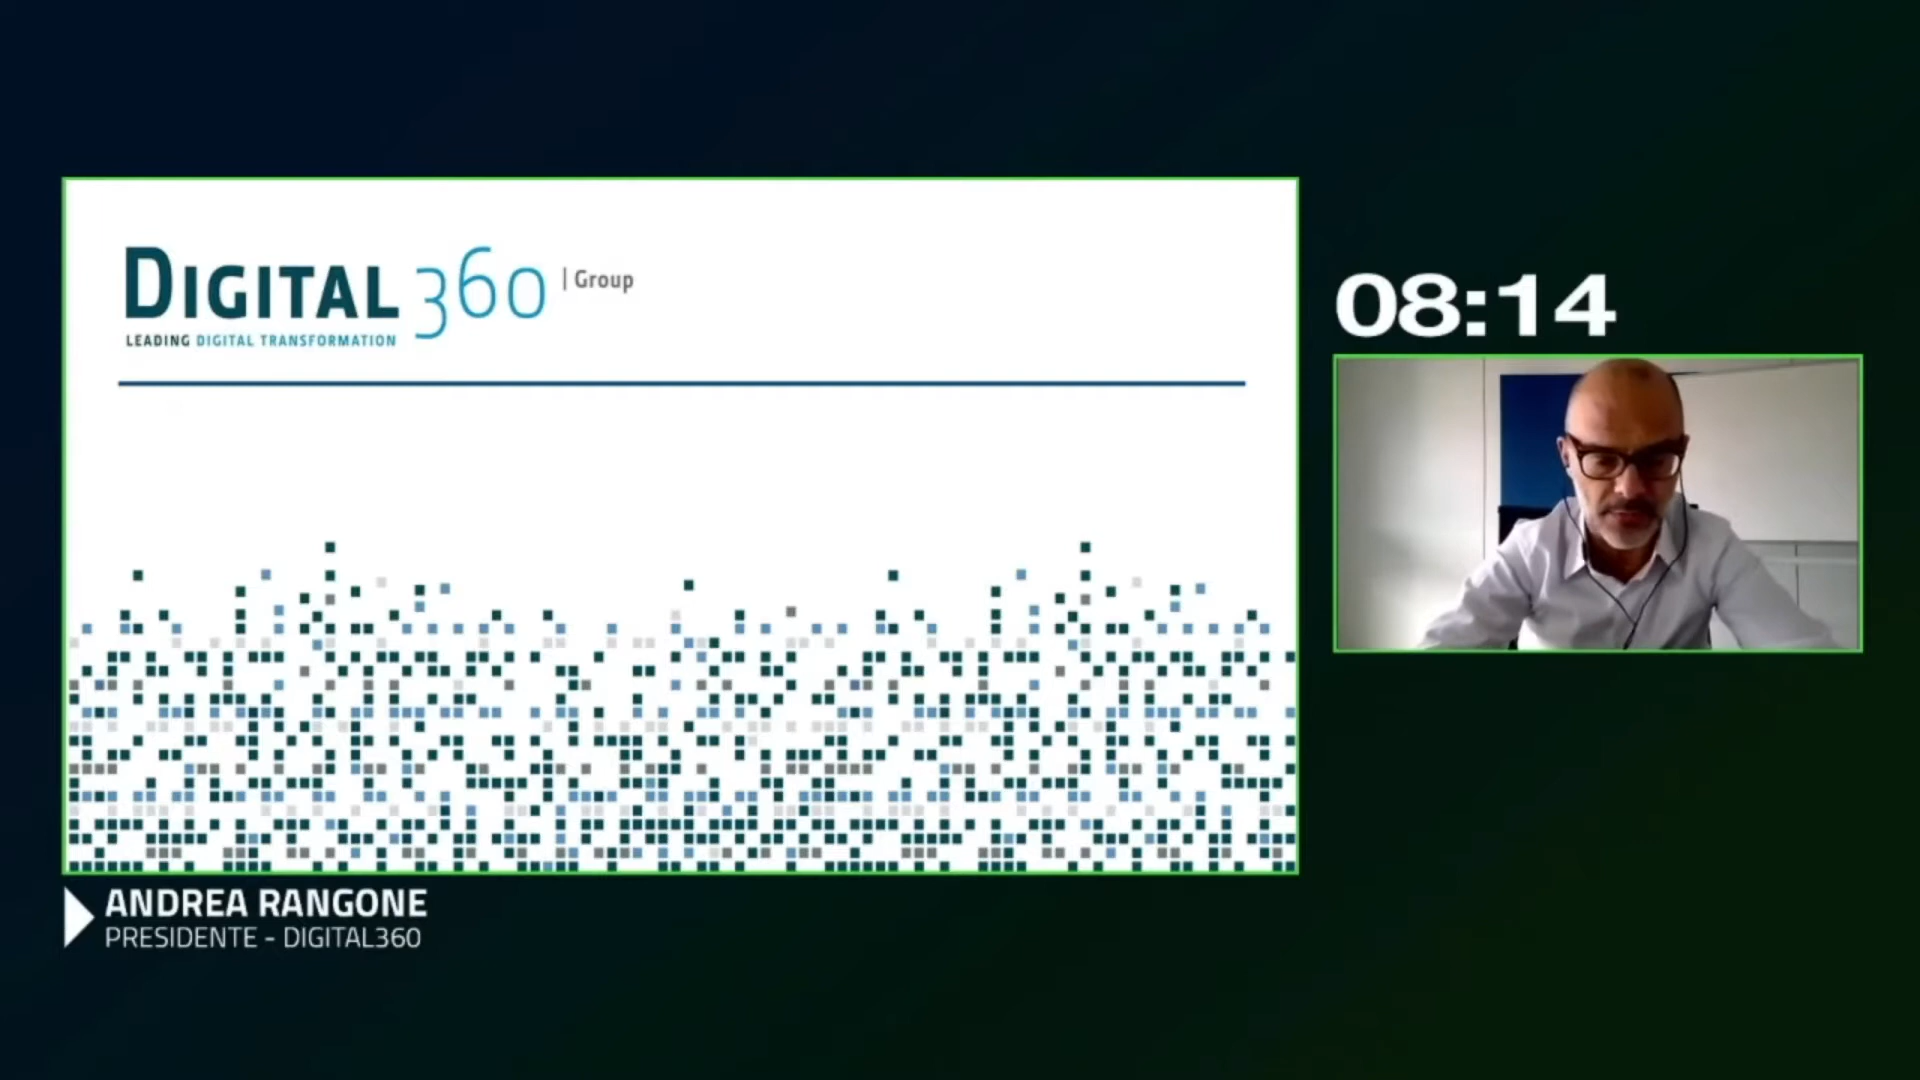 DIGITAL 360 | Group
LEADING DIGITAL TRANSFORMATION
08:14
ANDREA RANGONE
PRESIDENTE - DIGITAL360